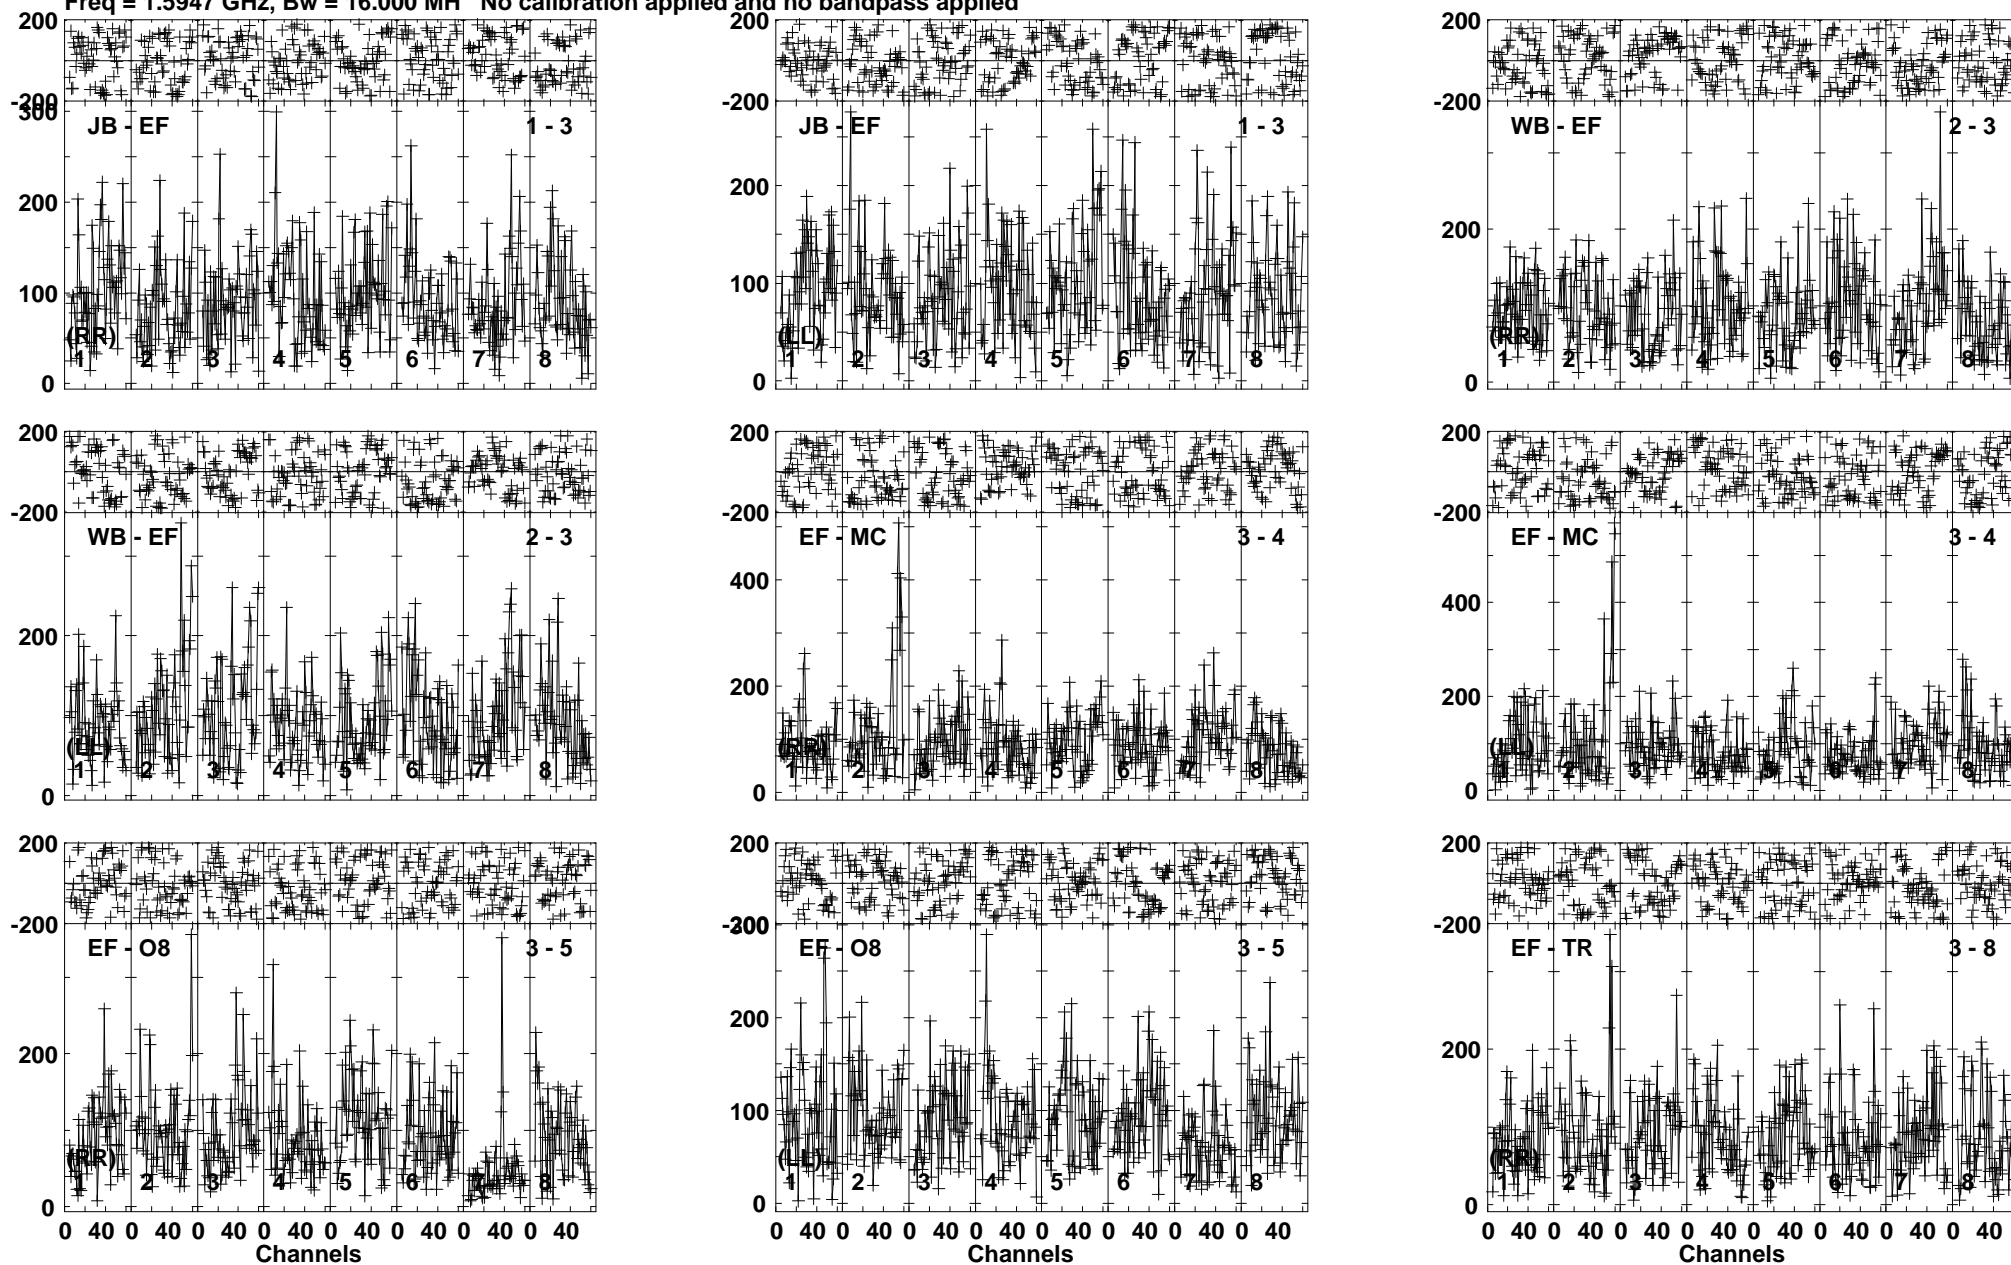 Freq = 1.5947 GHz, Bw = 16.000 MH No calibration applied and no bandpass applied
200 200 200
-200 -200 -200
300
JB - EF 1 - 3 JB - EF 1 - 3 WB - EF 2 - 3
200 200 200
100 100
(RR) (LL) (RR)
1 2 3 4 5 6 7 8 1 2 3 4 5 6 7 8 1 2 3 4 5 6 7 8
0 0 0
200 200 200
-200 -200 -200
WB - EF 2 - 3 EF - MC 3 - 4 EF - MC 3 - 4
400 400
200 200 200
(LL) (RR) (LL)
1 2 3 4 5 6 7 8 1 2 3 4 5 6 7 8 1 2 3 4 5 6 7 8
0 0 0
200 200 200
-200 -200 -200
300
EF - O8 3 - 5 EF - O8 3 - 5 EF - TR 3 - 8
200 200 200
100
(RR) (LL) (RR)
1 2 3 4 5 6 7 8 1 2 3 4 5 6 7 8 1 2 3 4 5 6 7 8
0 0 0
0 40 0 40 0 40 0 40 0 40 0 40 0 40 0 40 0 40 0 40 0 40 0 40 0 40 0 40 0 40 0 40 0 40 0 40 0 40 0 40 0 40 0 40 0 40 0 40
Channels Channels Channels